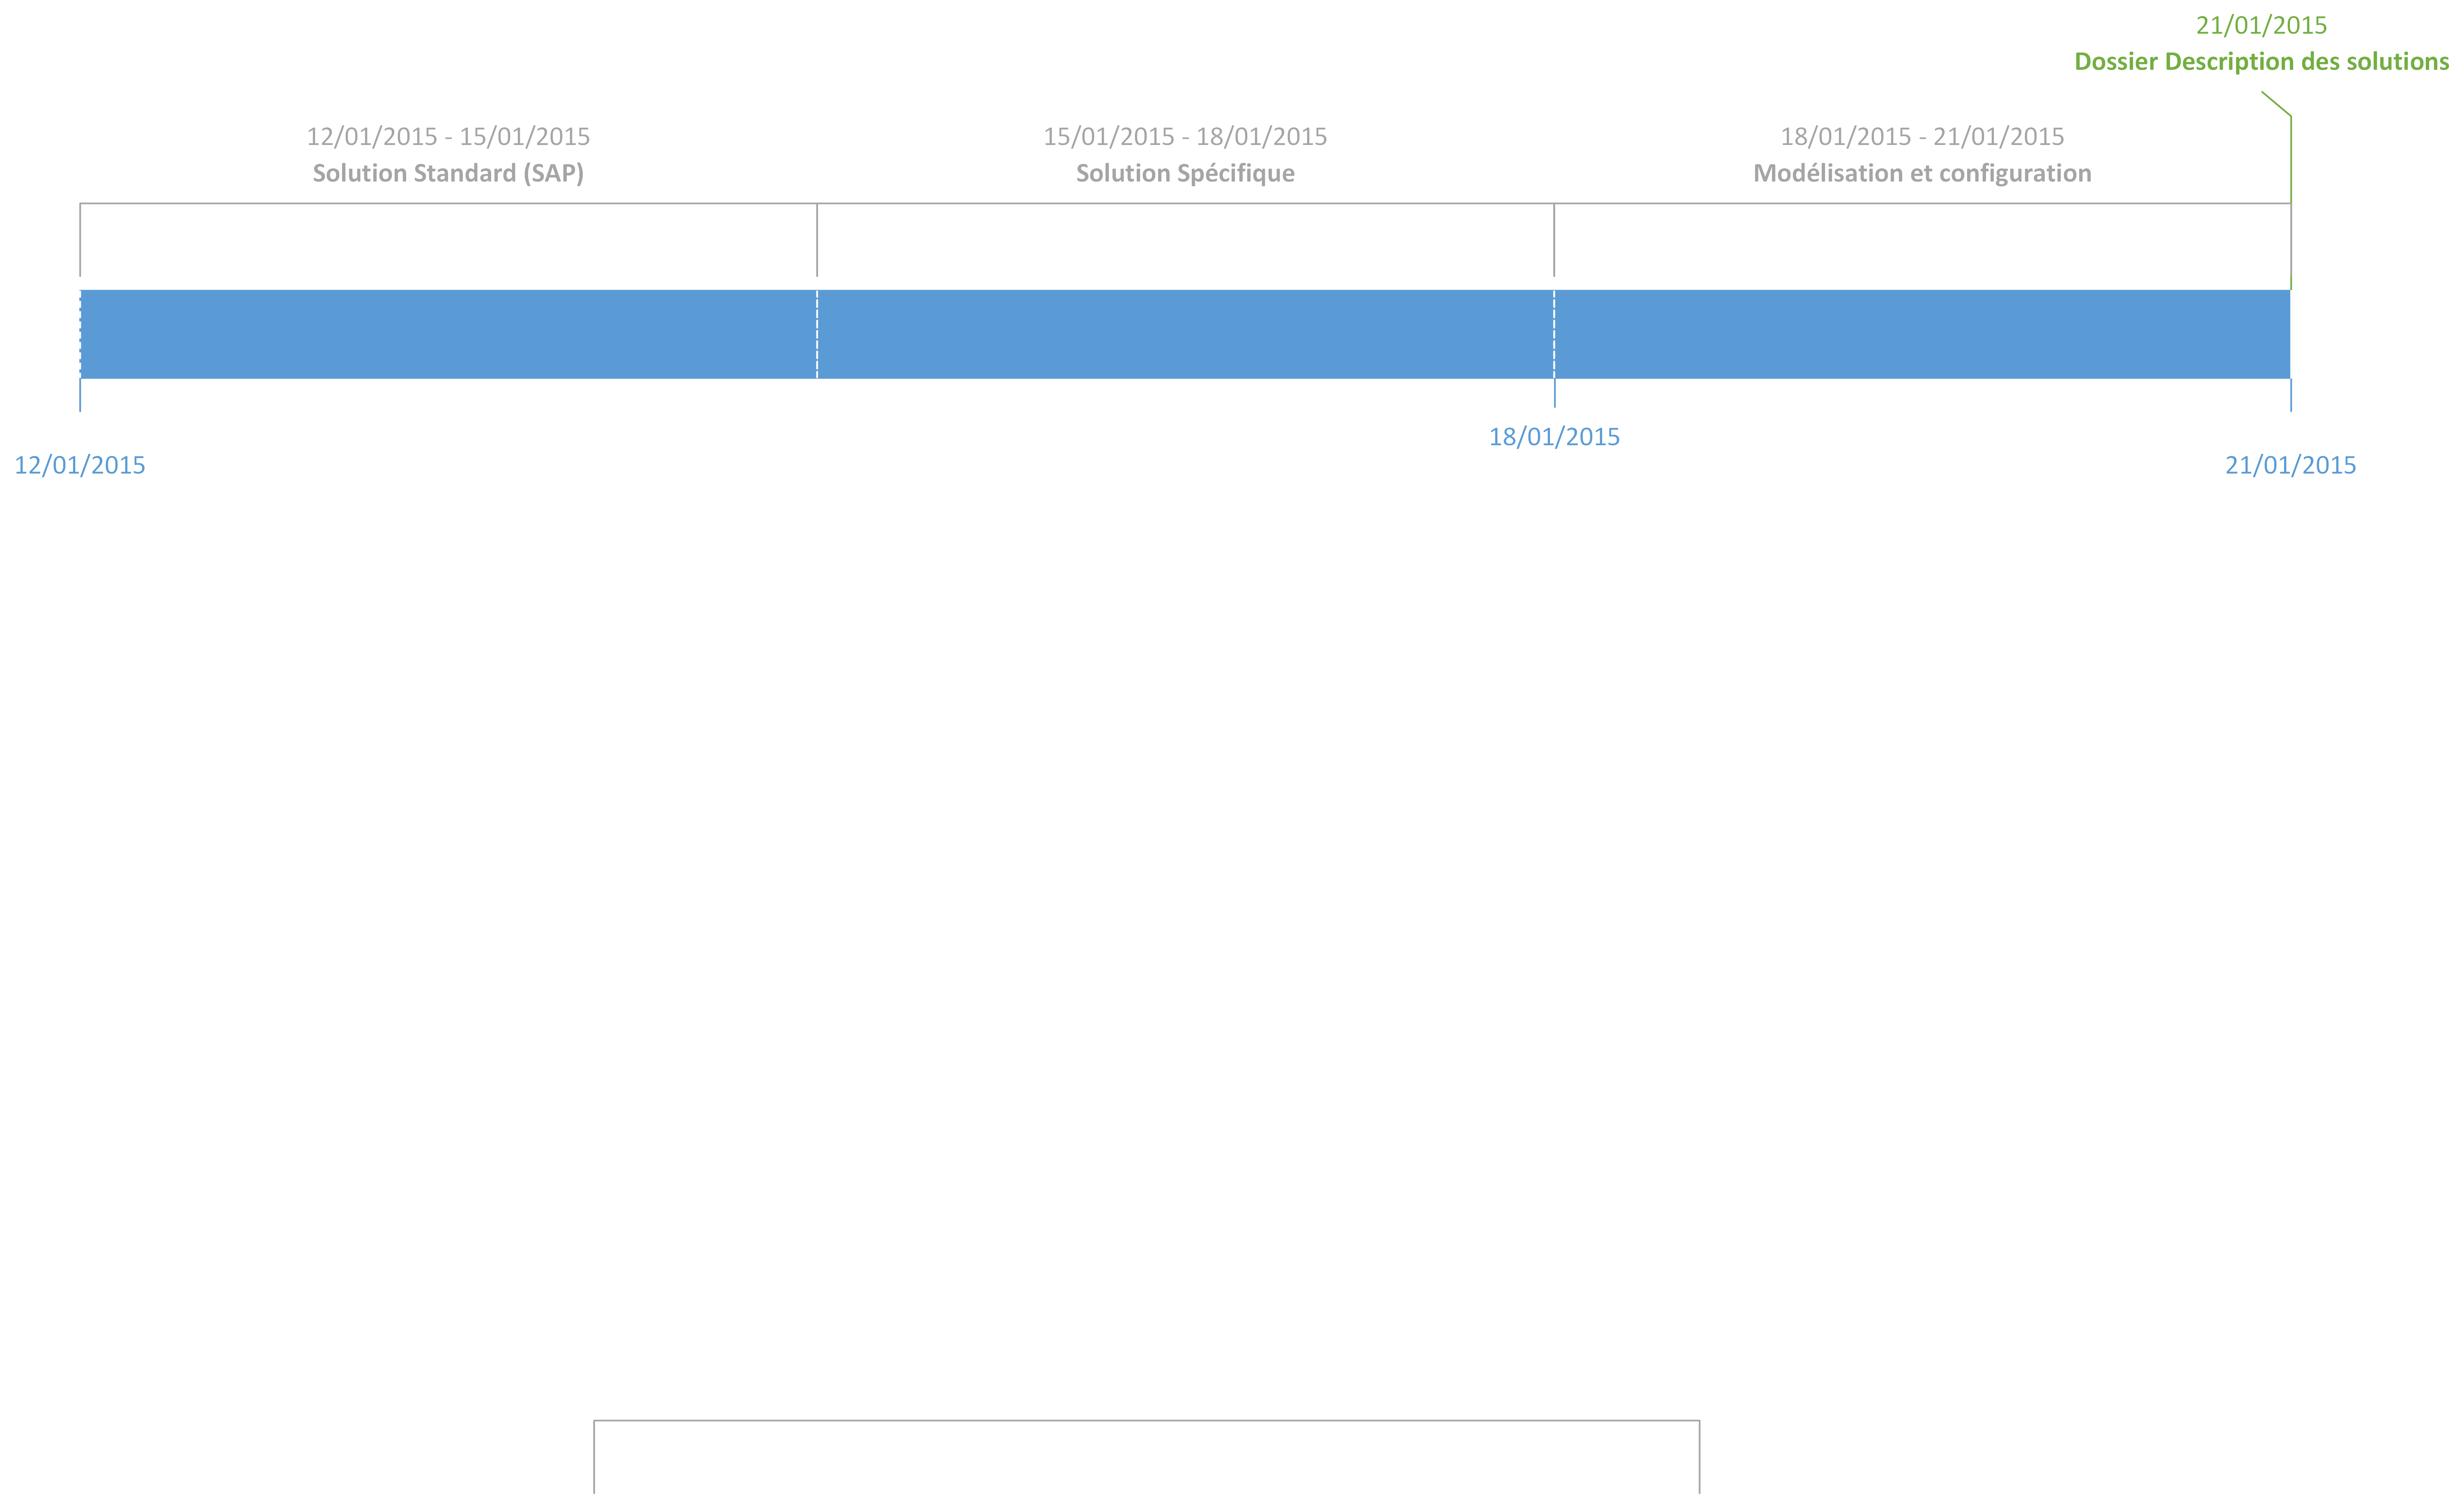 21/01/2015
Dossier Description des solutions
12/01/2015 - 15/01/2015
Solution Standard (SAP)
15/01/2015 - 18/01/2015
Solution Spécifique
18/01/2015 - 21/01/2015
Modélisation et configuration
12/01/2015
18/01/2015
21/01/2015